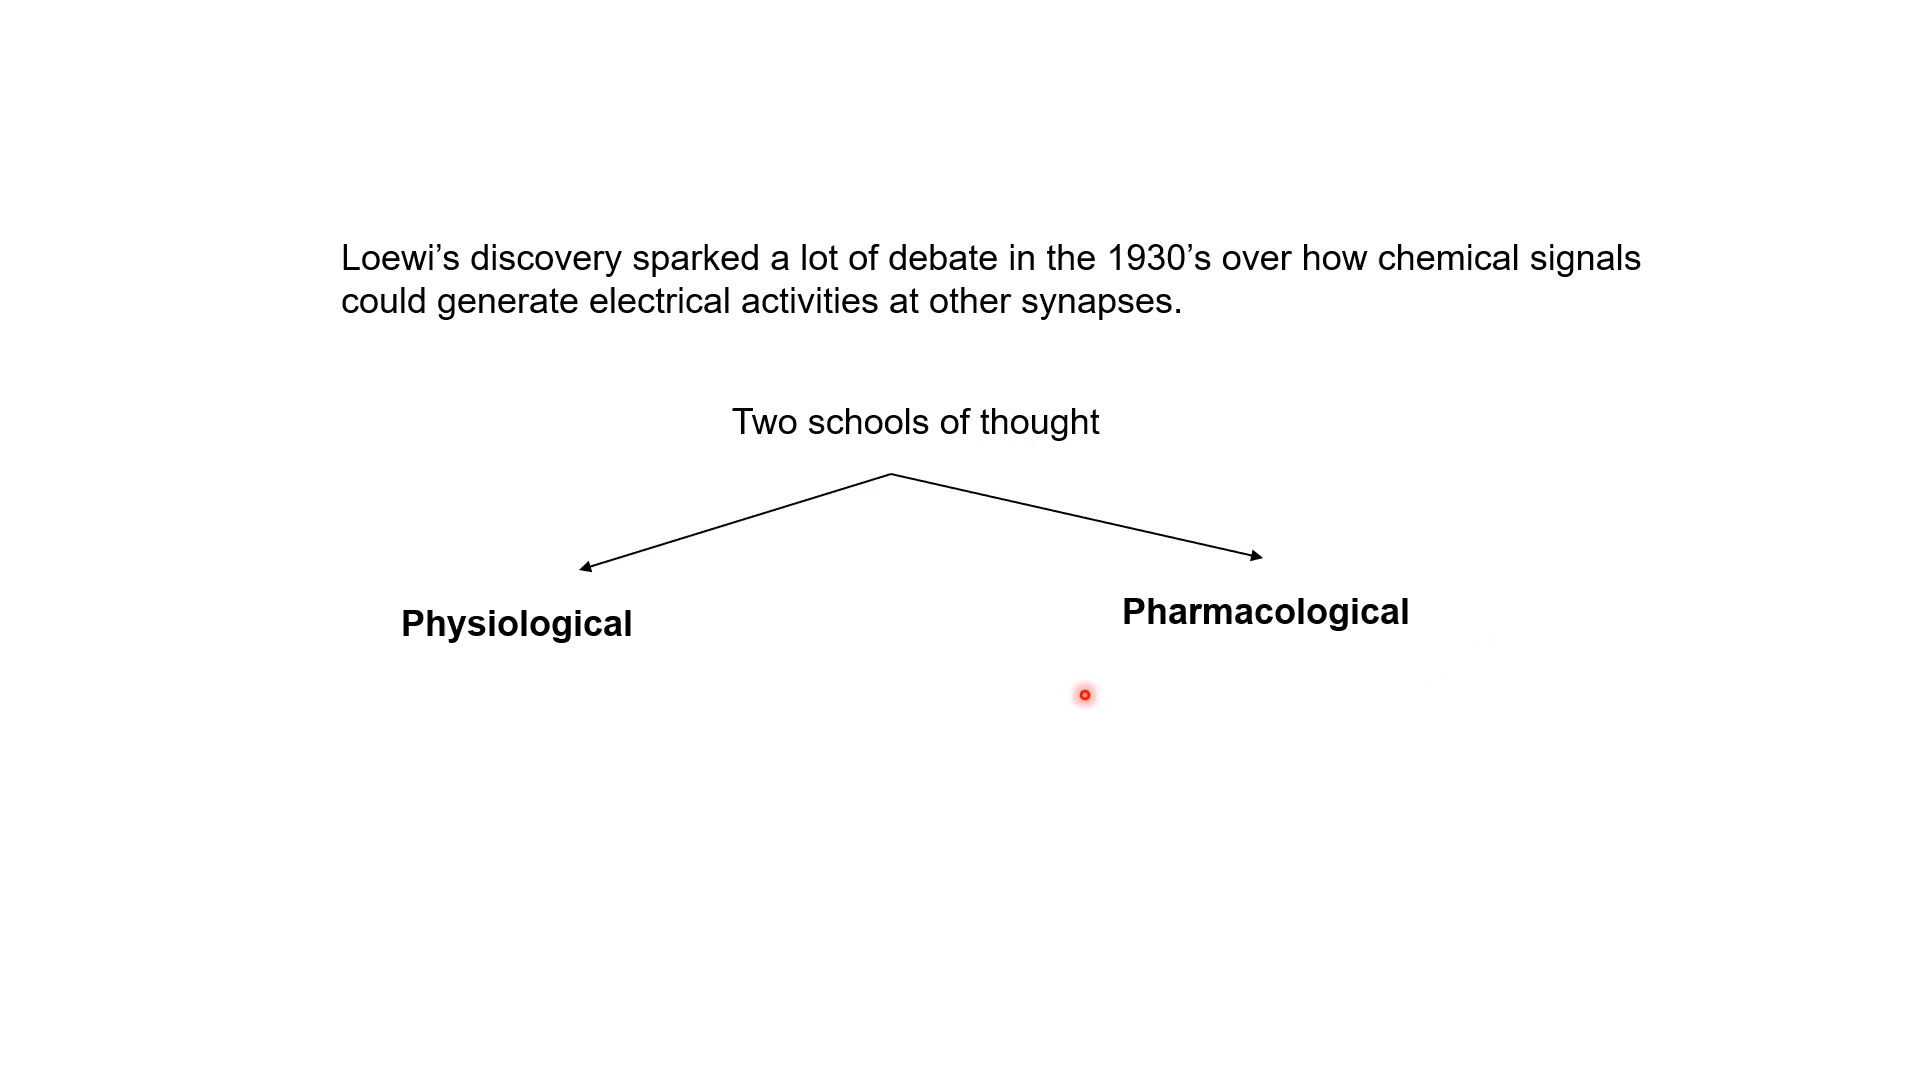 Loewi’s discovery sparked a lot of debate in the 1930’s over how chemical signals
could generate electrical activities at other synapses.
Two schools of thought
Physiological
Pharmacological